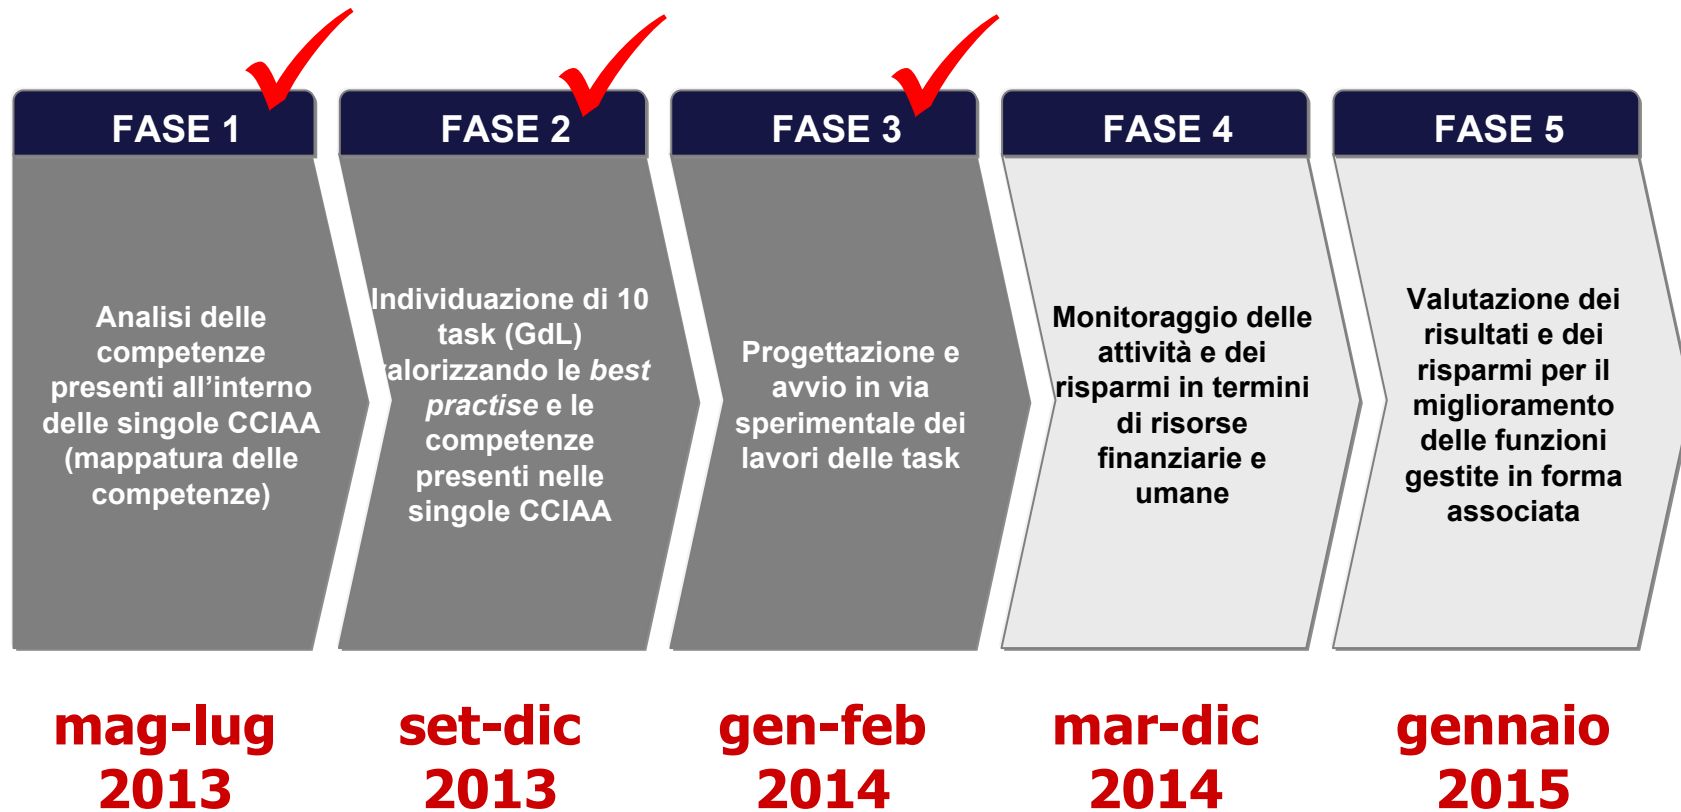 FASE 1
Analisi delle
competenze
presenti all’interno
delle singole CCIAA
(mappatura delle
competenze)
mag-lug
2013
FASE 2
Individuazione di 10
task (GdL)
valorizzando le best
practise e le
competenze
presenti nelle
singole CCIAA
set-dic
2013
FASE 3
Progettazione e
avvio in via
sperimentale dei
lavori delle task
gen-feb
2014
FASE 4
Monitoraggio delle
attività e dei
risparmi in termini
di risorse
finanziarie e
umane
mar-dic
2014
FASE 5
Valutazione dei
risultati e dei
risparmi per il
miglioramento
delle funzioni
gestite in forma
associata
gennaio
2015